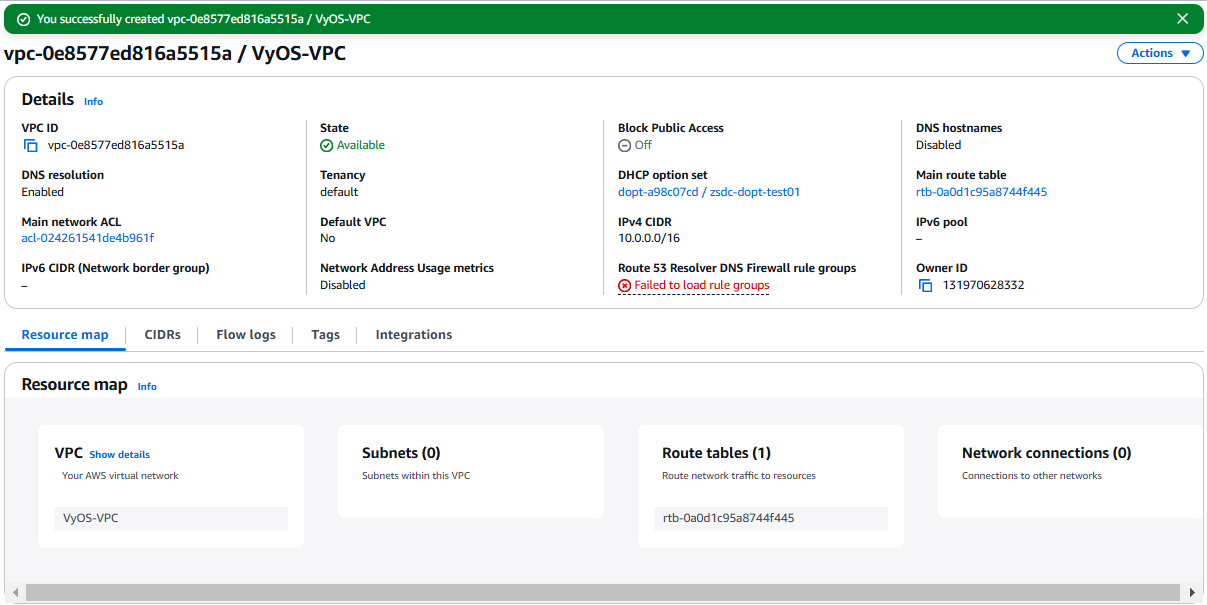 You successfully created vpc-0e8577ed816a5515a / VyOS-VPC
vpc-0e8577ed816a5515a / VyOS-VPC
Actions
Details Info
VPC ID
vpc-0e8577ed816a5515a
State
Available
Block Public Access
Off
DNS hostnames
Disabled
DNS resolution
Enabled
Tenancy
default
DHCP option set
dopt-a98c07cd / zsdc-dopt-test01
Main route table
rtb-0a0d1c95a8744f445
Main network ACL
acl-024261541de4b961f
Default VPC
No
IPv4 CIDR
10.0.0.0/16
IPv6 pool
–
IPv6 CIDR (Network border group)
–
Network Address Usage metrics
Disabled
Route 53 Resolver DNS Firewall rule groups
Failed to load rule groups
Owner ID
131970628332
Resource map
CIDRs
Flow logs
Tags
Integrations
Resource map Info
VPC Show details
Your AWS virtual network
VyOS-VPC
Subnets (0)
Subnets within this VPC
Route tables (1)
Route network traffic to resources
rtb-0a0d1c95a8744f445
Network connections (0)
Connections to other networks